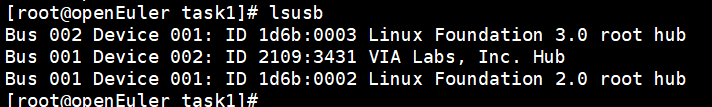 [root@openEuler task1]# lsusb
Bus 002 Device 001: ID 1d6b:0003 Linux Foundation 3.0 root hub
Bus 001 Device 002: ID 2109:3431 VIA Labs, Inc. Hub
Bus 001 Device 001: ID 1d6b:0002 Linux Foundation 2.0 root hub
[root@openEuler task1]#